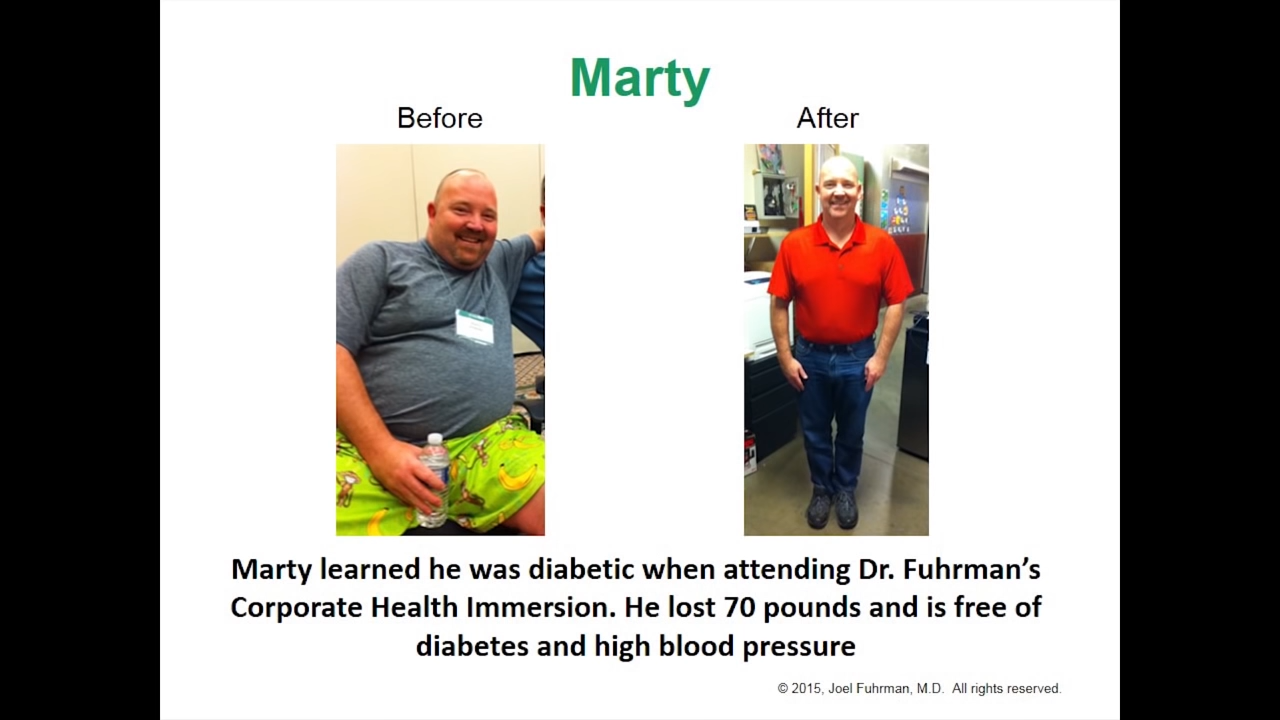 Marty
Before
After
Marty learned he was diabetic when attending Dr. Fuhrman’s
Corporate Health Immersion. He lost 70 pounds and is free of
diabetes and high blood pressure
© 2015, Joel Fuhrman, M.D.  All rights reserved.